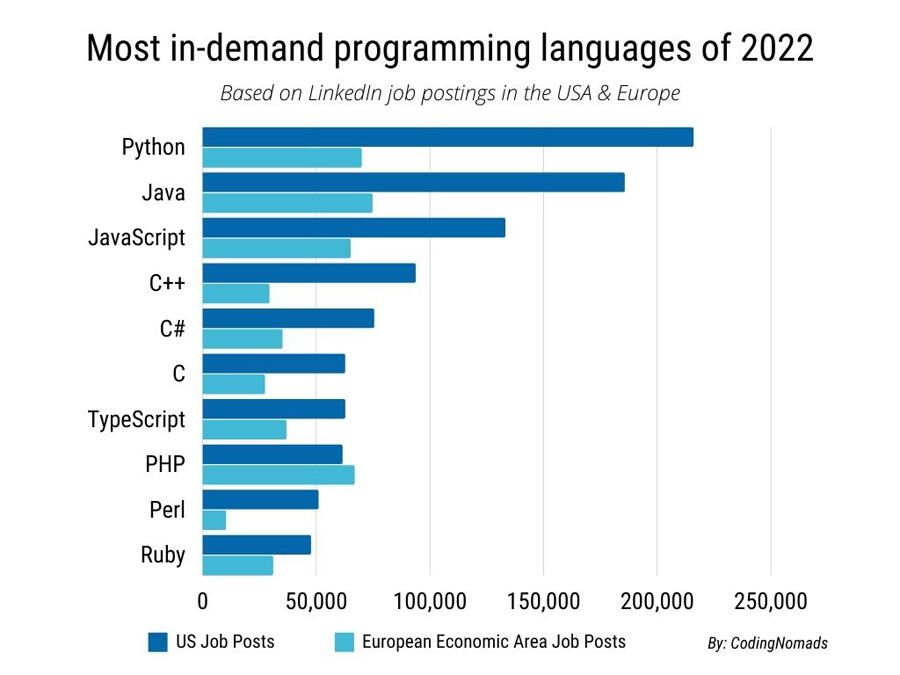 Most in-demand programming languages of 2022
Based on LinkedIn job postings in the USA & Europe
Python
Java
JavaScript
C++
C#
C
TypeScript
PHP
Perl
Ruby
0 50,000 100,000 150,000 200,000 250,000
US Job Posts European Economic Area Job Posts By: CodingNomads